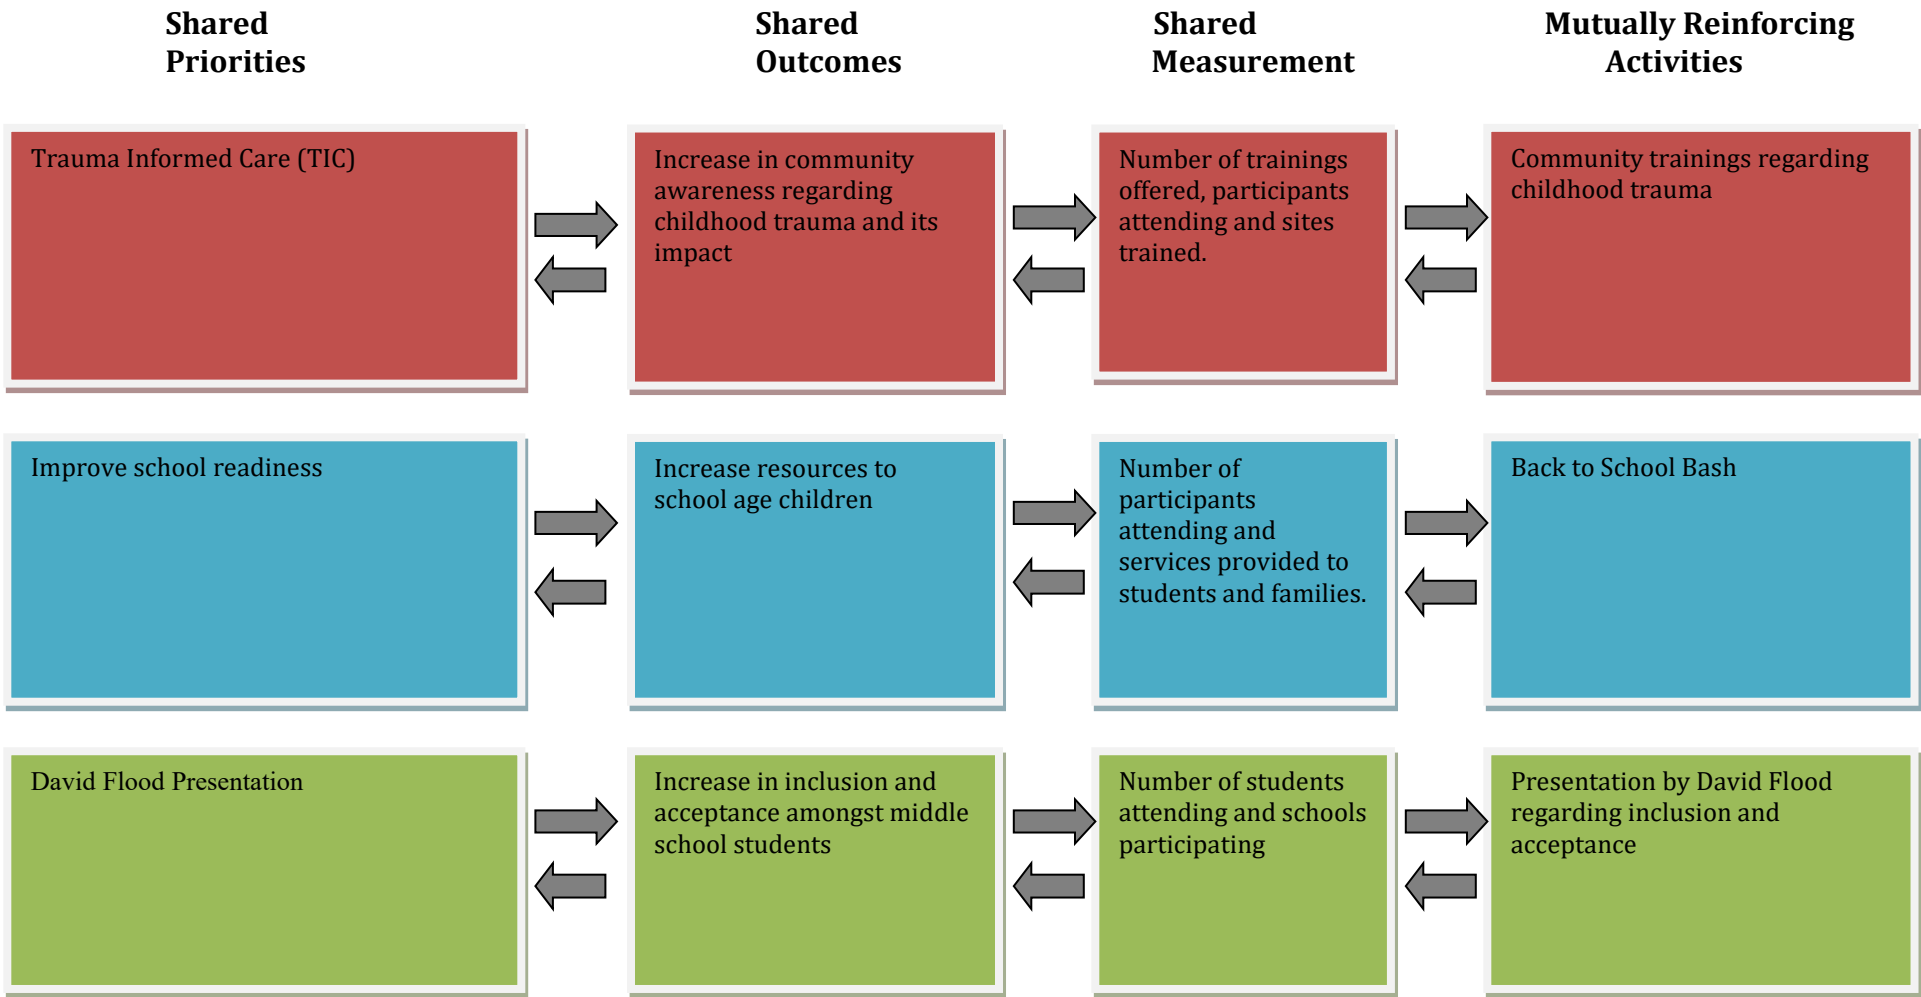 Shared
Priorities
Shared
Outcomes
Shared
Measurement
Mutually Reinforcing
Activities
Trauma Informed Care (TIC)
Increase in community
awareness regarding
childhood trauma and its
impact
Number of trainings
offered, participants
attending and sites
trained.
Community trainings regarding
childhood trauma
Improve school readiness
Increase resources to
school age children
Number of
participants
attending and
services provided to
students and families.
Back to School Bash
David Flood Presentation
Increase in inclusion and
acceptance amongst middle
school students
Number of students
attending and schools
participating
Presentation by David Flood
regarding inclusion and
acceptance